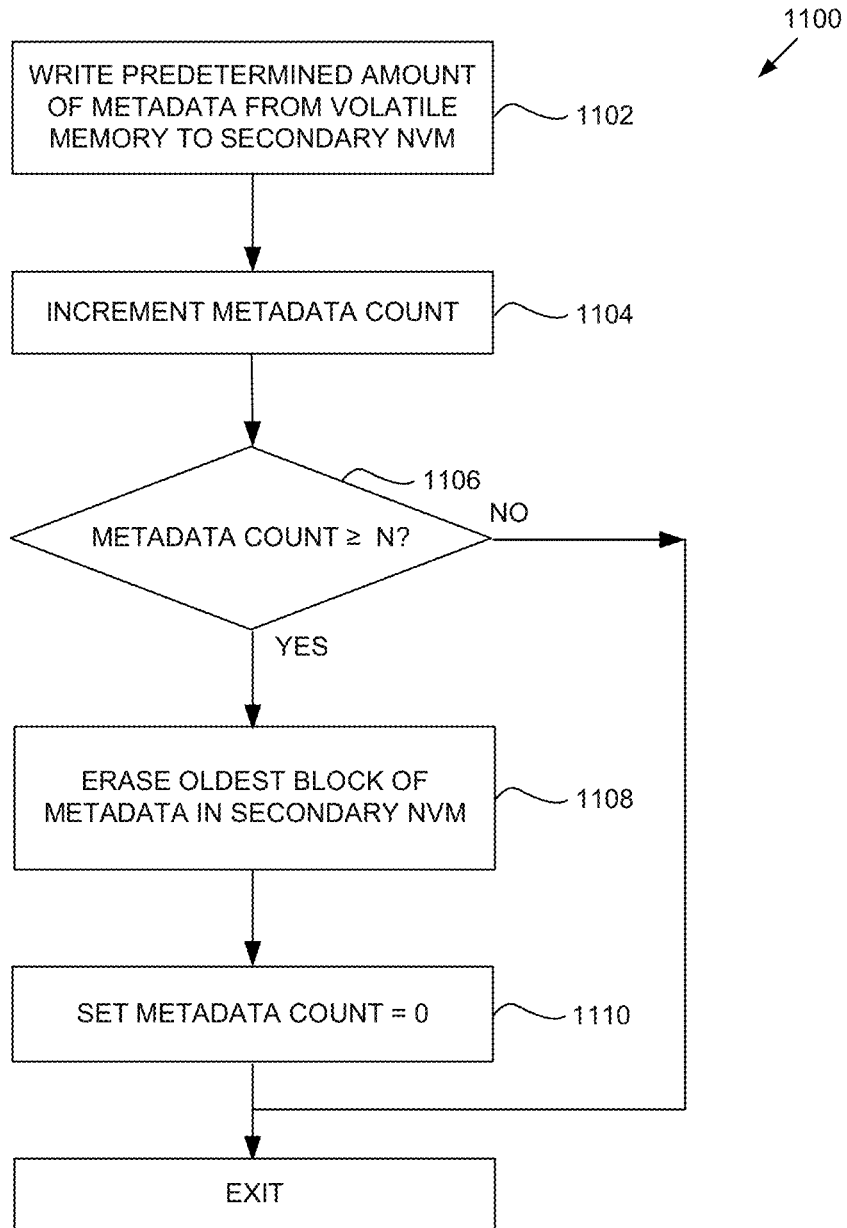 1100
WRITE PREDETERMINED AMOUNT
OF METADATA FROM VOLATILE
MEMORY TO SECONDARY NVM
1102
INCREMENT METADATA COUNT
1104
1106
METADATA COUNT ≥ N?
NO
YES
ERASE OLDEST BLOCK OF
METADATA IN SECONDARY NVM
1108
SET METADATA COUNT = 0
1110
EXIT